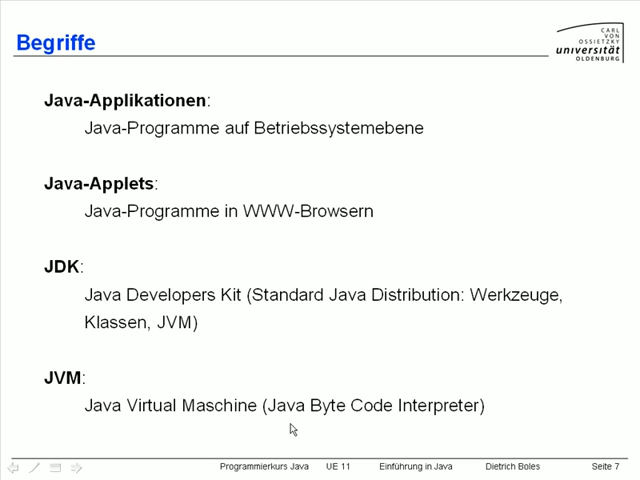 Begriffe
CARL
VON
OSSIETZKY
universität
OLDENBURG
Java-Applikationen:
Java-Programme auf Betriebssystemebene
Java-Applets:
Java-Programme in WWW-Browsern
JDK:
Java Developers Kit (Standard Java Distribution: Werkzeuge,
Klassen, JVM)
JVM:
Java Virtual Maschine (Java Byte Code Interpreter)
Programmierkurs Java UE 11 Einführung in Java Dietrich Boles Seite 7